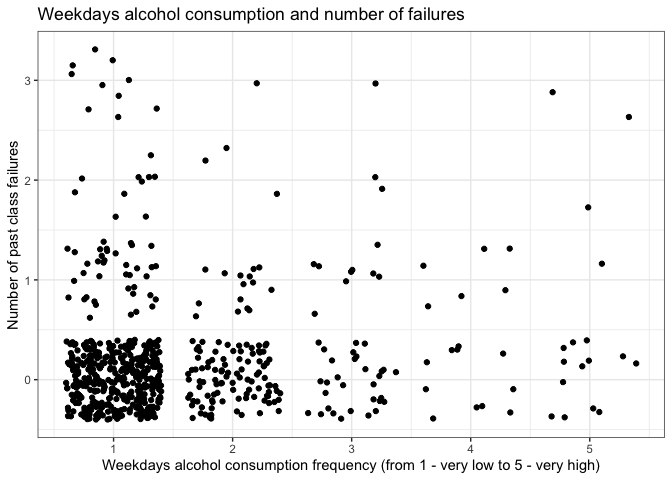 Weekdays alcohol consumption and number of failures
Number of past class failures
3
2
1
0
1 2 3 4 5
Weekdays alcohol consumption frequency (from 1 - very low to 5 - very high)